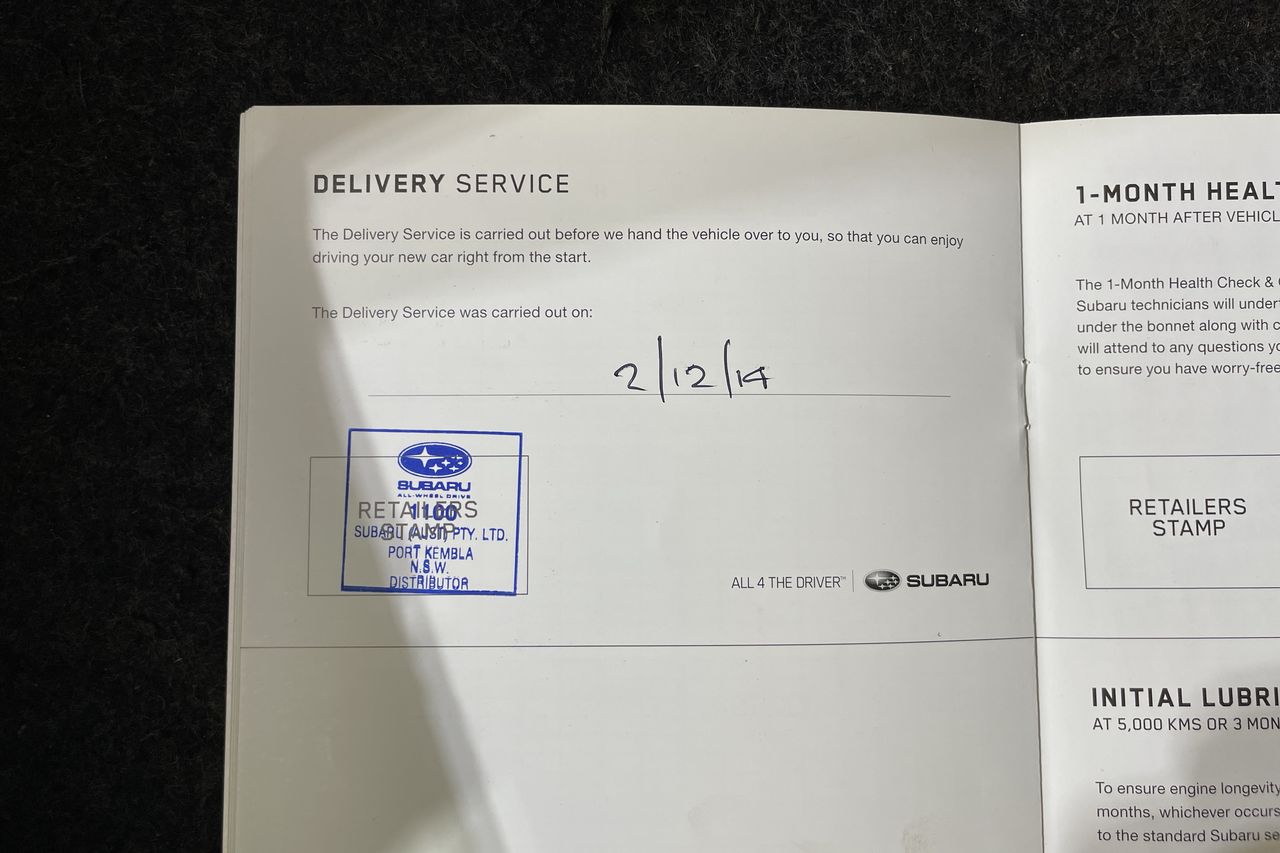 DELIVERY SERVICE
The Delivery Service is carried out before we hand the vehicle over to you, so that you can enjoy
driving your new car right from the start.
The Delivery Service was carried out on:
2/12/14
SUBARU
ALL-WHEEL DRIVE
1100
RETAILERS
STAMP
SUBARU (AUST) PTY. LTD.
PORT KEMBLA
N.S.W.
DISTRIBUTOR
ALL 4 THE DRIVER™ | SUBARU
1-MONTH HEAL
AT 1 MONTH AFTER VEHICL
The 1-Month Health Check &
Subaru technicians will under
under the bonnet along with c
will attend to any questions yo
to ensure you have worry-free
RETAILERS
STAMP
INITIAL LUBRI
AT 5,000 KMS OR 3 MON
To ensure engine longevity
months, whichever occurs
to the standard Subaru se